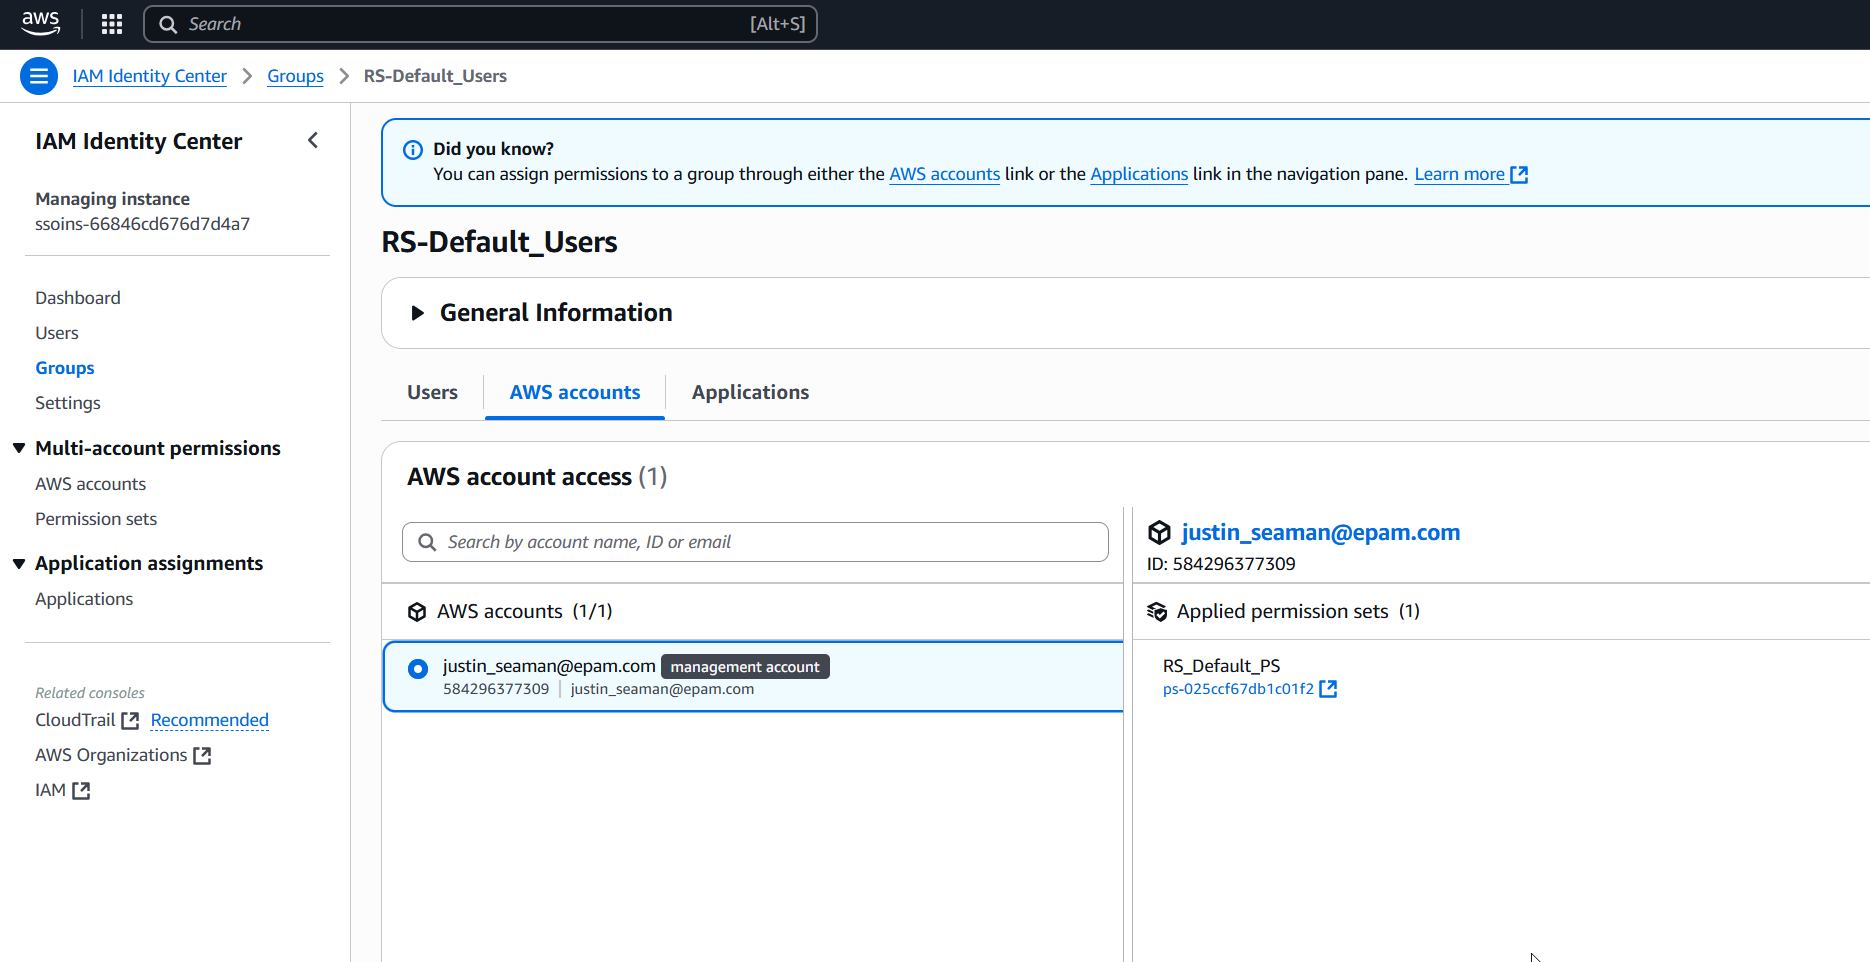 aws
Search [Alt+S]
IAM Identity Center > Groups > RS-Default_Users
IAM Identity Center
Managing instance
ssoins-66846cd676d7d4a7
Dashboard
Users
Groups
Settings
Multi-account permissions
AWS accounts
Permission sets
Application assignments
Applications
Related consoles
CloudTrail Recommended
AWS Organizations
IAM
Did you know?
You can assign permissions to a group through either the AWS accounts link or the Applications link in the navigation pane. Learn more
RS-Default_Users
General Information
Users
AWS accounts
Applications
AWS account access (1)
Search by account name, ID or email
AWS accounts (1/1)
justin_seaman@epam.com management account
584296377309 | justin_seaman@epam.com
justin_seaman@epam.com
ID: 584296377309
Applied permission sets (1)
RS_Default_PS
ps-025ccf67db1c01f2